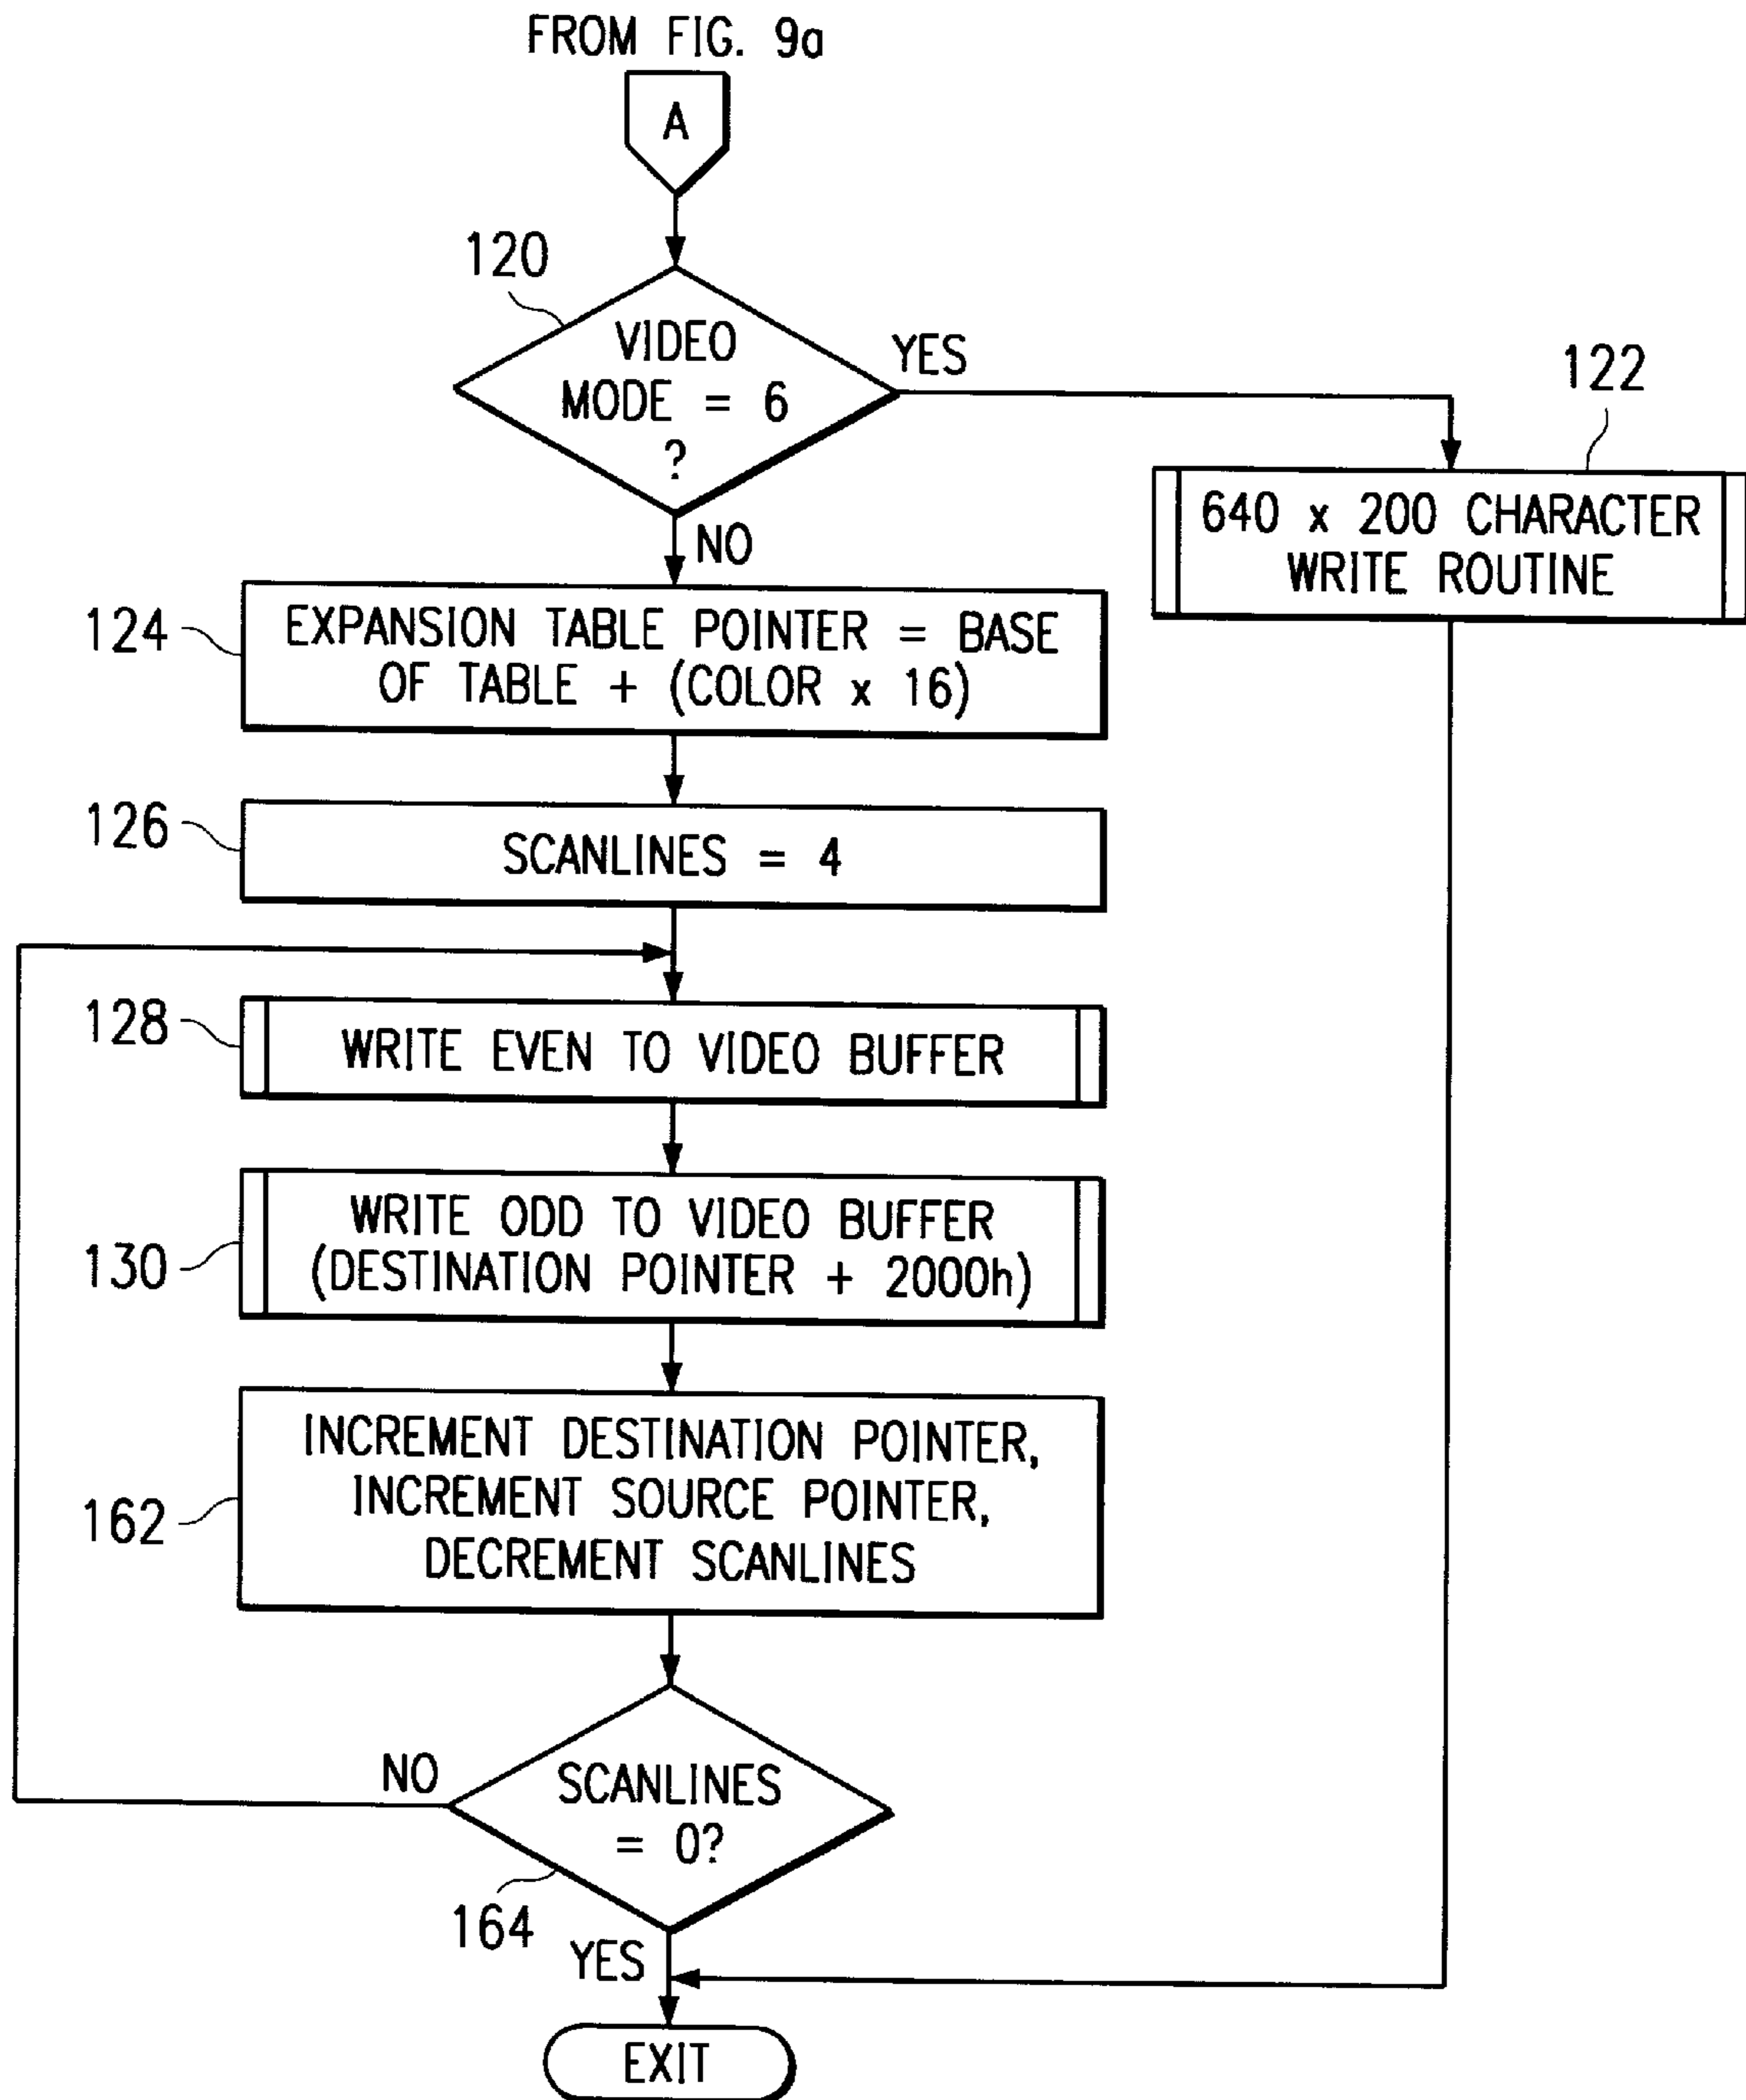 FROM FIG. 9a
A
120
VIDEO
MODE = 6
?
YES
122
640 x 200 CHARACTER
WRITE ROUTINE
NO
124
EXPANSION TABLE POINTER = BASE
OF TABLE + (COLOR x 16)
126
SCANLINES = 4
128
WRITE EVEN TO VIDEO BUFFER
130
WRITE ODD TO VIDEO BUFFER
(DESTINATION POINTER + 2000h)
162
INCREMENT DESTINATION POINTER,
INCREMENT SOURCE POINTER,
DECREMENT SCANLINES
NO
SCANLINES
= 0?
164
YES
EXIT